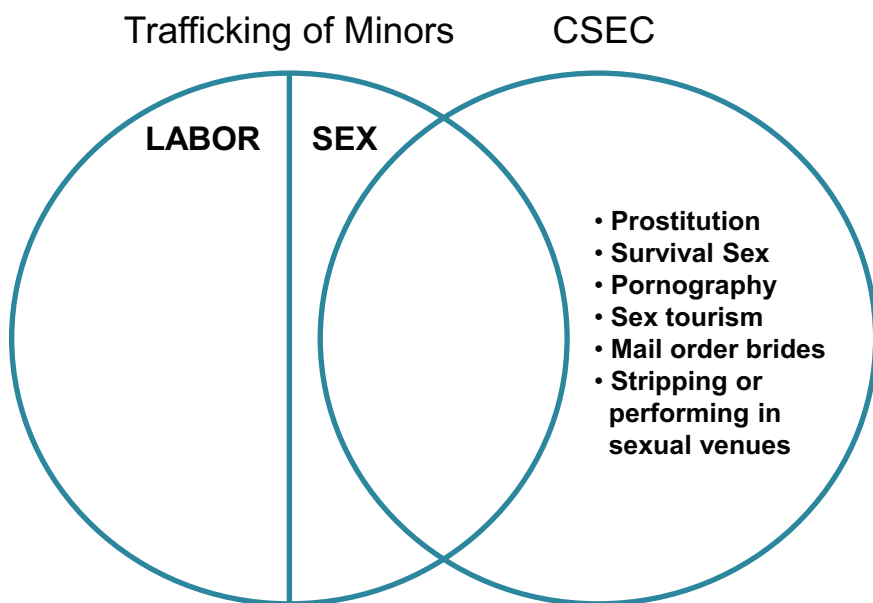 Trafficking of Minors
CSEC
LABOR
SEX
• Prostitution
• Survival Sex
• Pornography
• Sex tourism
• Mail order brides
• Stripping or
performing in
sexual venues